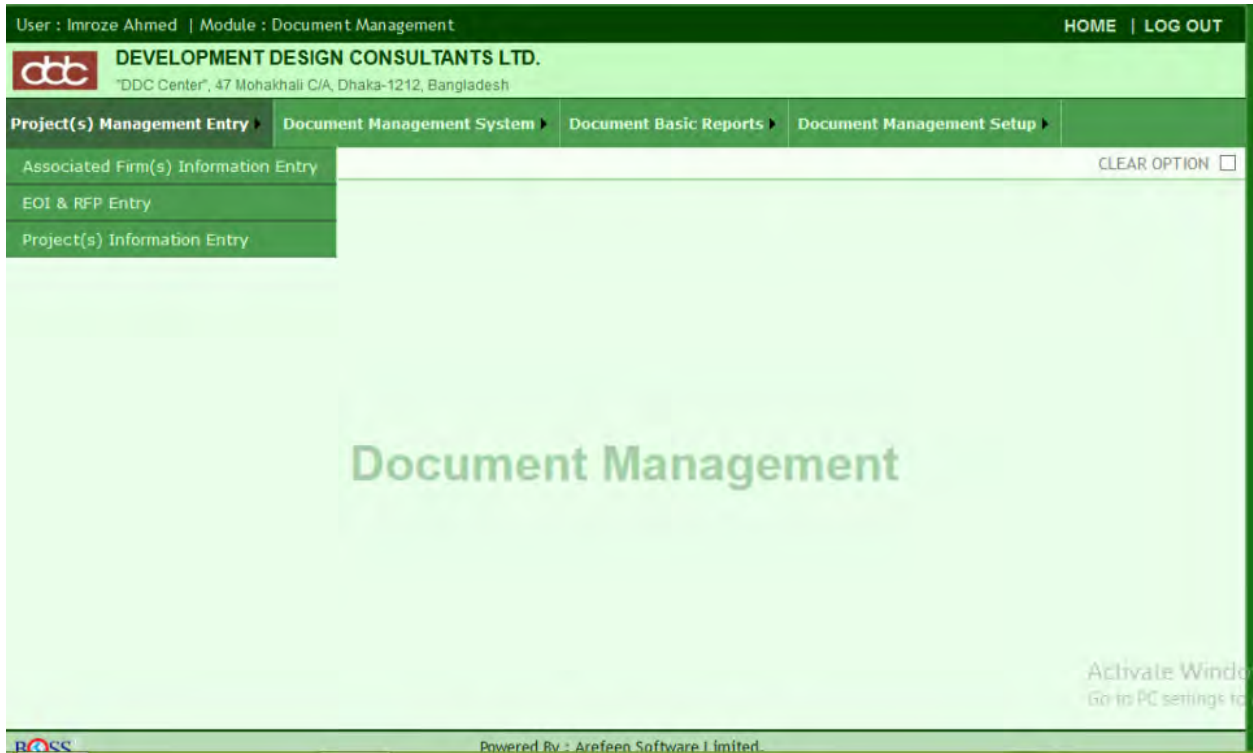 User : Imroze Ahmed | Module : Document Management HOME | LOG OUT
ddc DEVELOPMENT DESIGN CONSULTANTS LTD.
"DDC Center", 47 Mohakhali C/A, Dhaka-1212, Bangladesh
Project(s) Management Entry Document Management System Document Basic Reports Document Management Setup
Associated Firm(s) Information Entry CLEAR OPTION
EOI & RFP Entry
Project(s) Information Entry
Document Management
Activate Windo
Go to PC settings to
BOSS Powered By : Arefeen Software Limited.